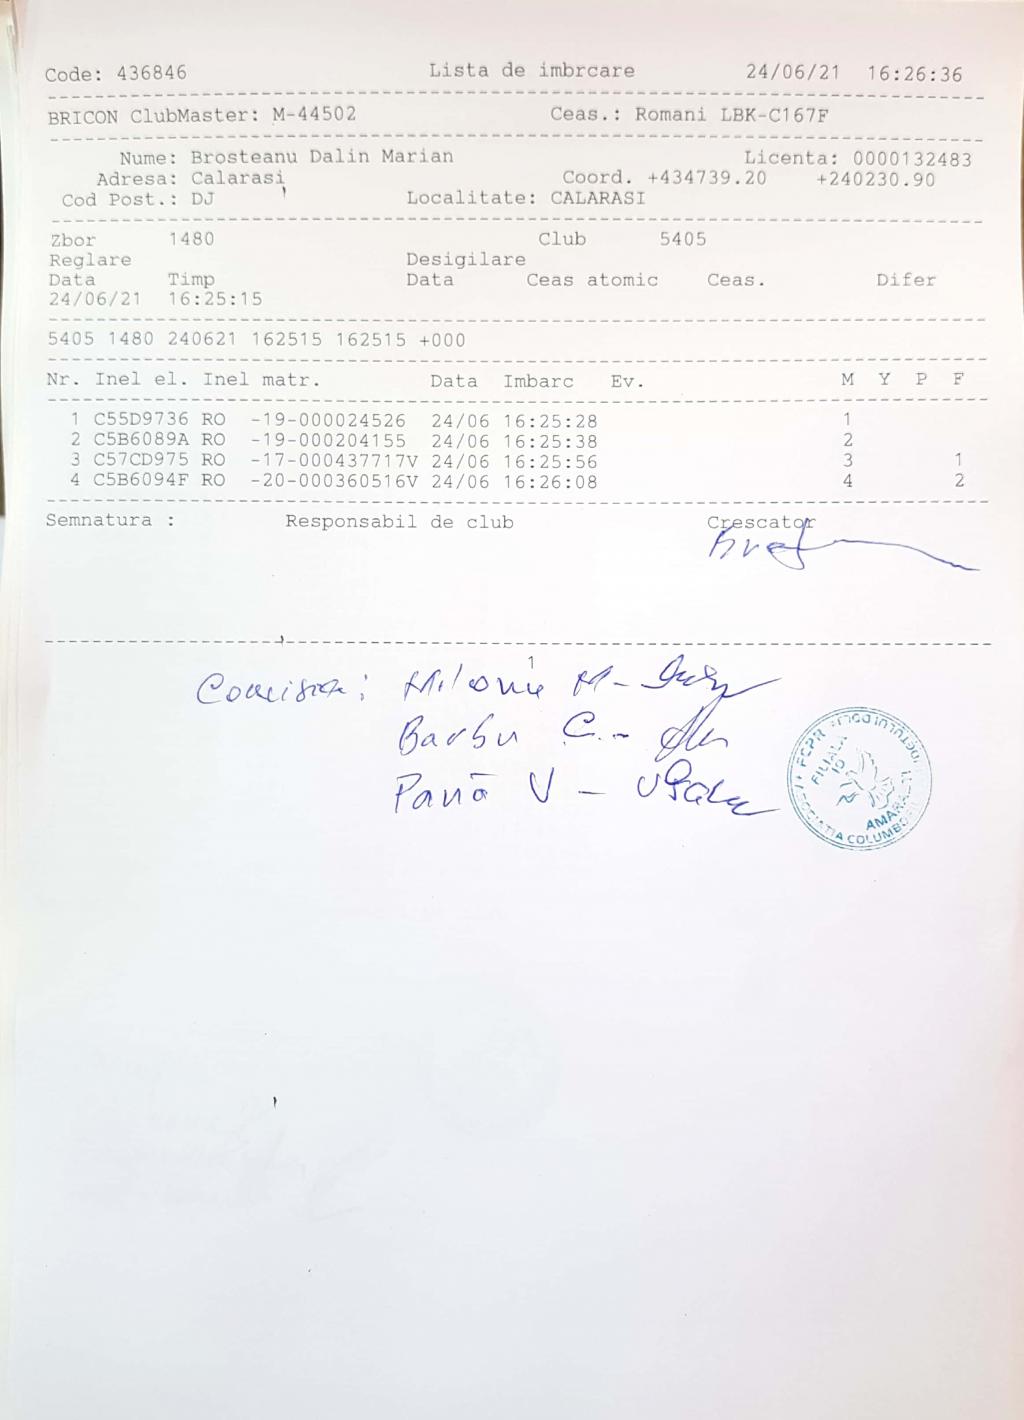 Code: 436846 Lista de imbrcare 24/06/21 16:26:36
BRICON ClubMaster: M-44502 Ceas.: Romani LBK-C167F
Nume: Brosteanu Dalin Marian Licenta: 0000132483
Adresa: Calarasi Coord. +434739.20 +240230.90
Cod Post.: DJ Localitate: CALARASI
Zbor 1480 Club 5405
Reglare Desigilare
Data Timp Data Ceas atomic Ceas. Difer
24/06/21 16:25:15
5405 1480 240621 162515 162515 +000
Nr. Inel el. Inel matr. Data Imbarc Ev. M Y P F
1 C55D9736 RO -19-000024526 24/06 16:25:28 1
2 C5B6089A RO -19-000204155 24/06 16:25:38 2
3 C57CD975 RO -17-000437717V 24/06 16:25:56 3 1
4 C5B6094F RO -20-000360516V 24/06 16:26:08 4 2
Semnatura : Responsabil de club Crescator
1
Comisia: M-
Barbu C.-
Pană V -
FCPR
FILIALA
AMARA
COLUMBOFILA